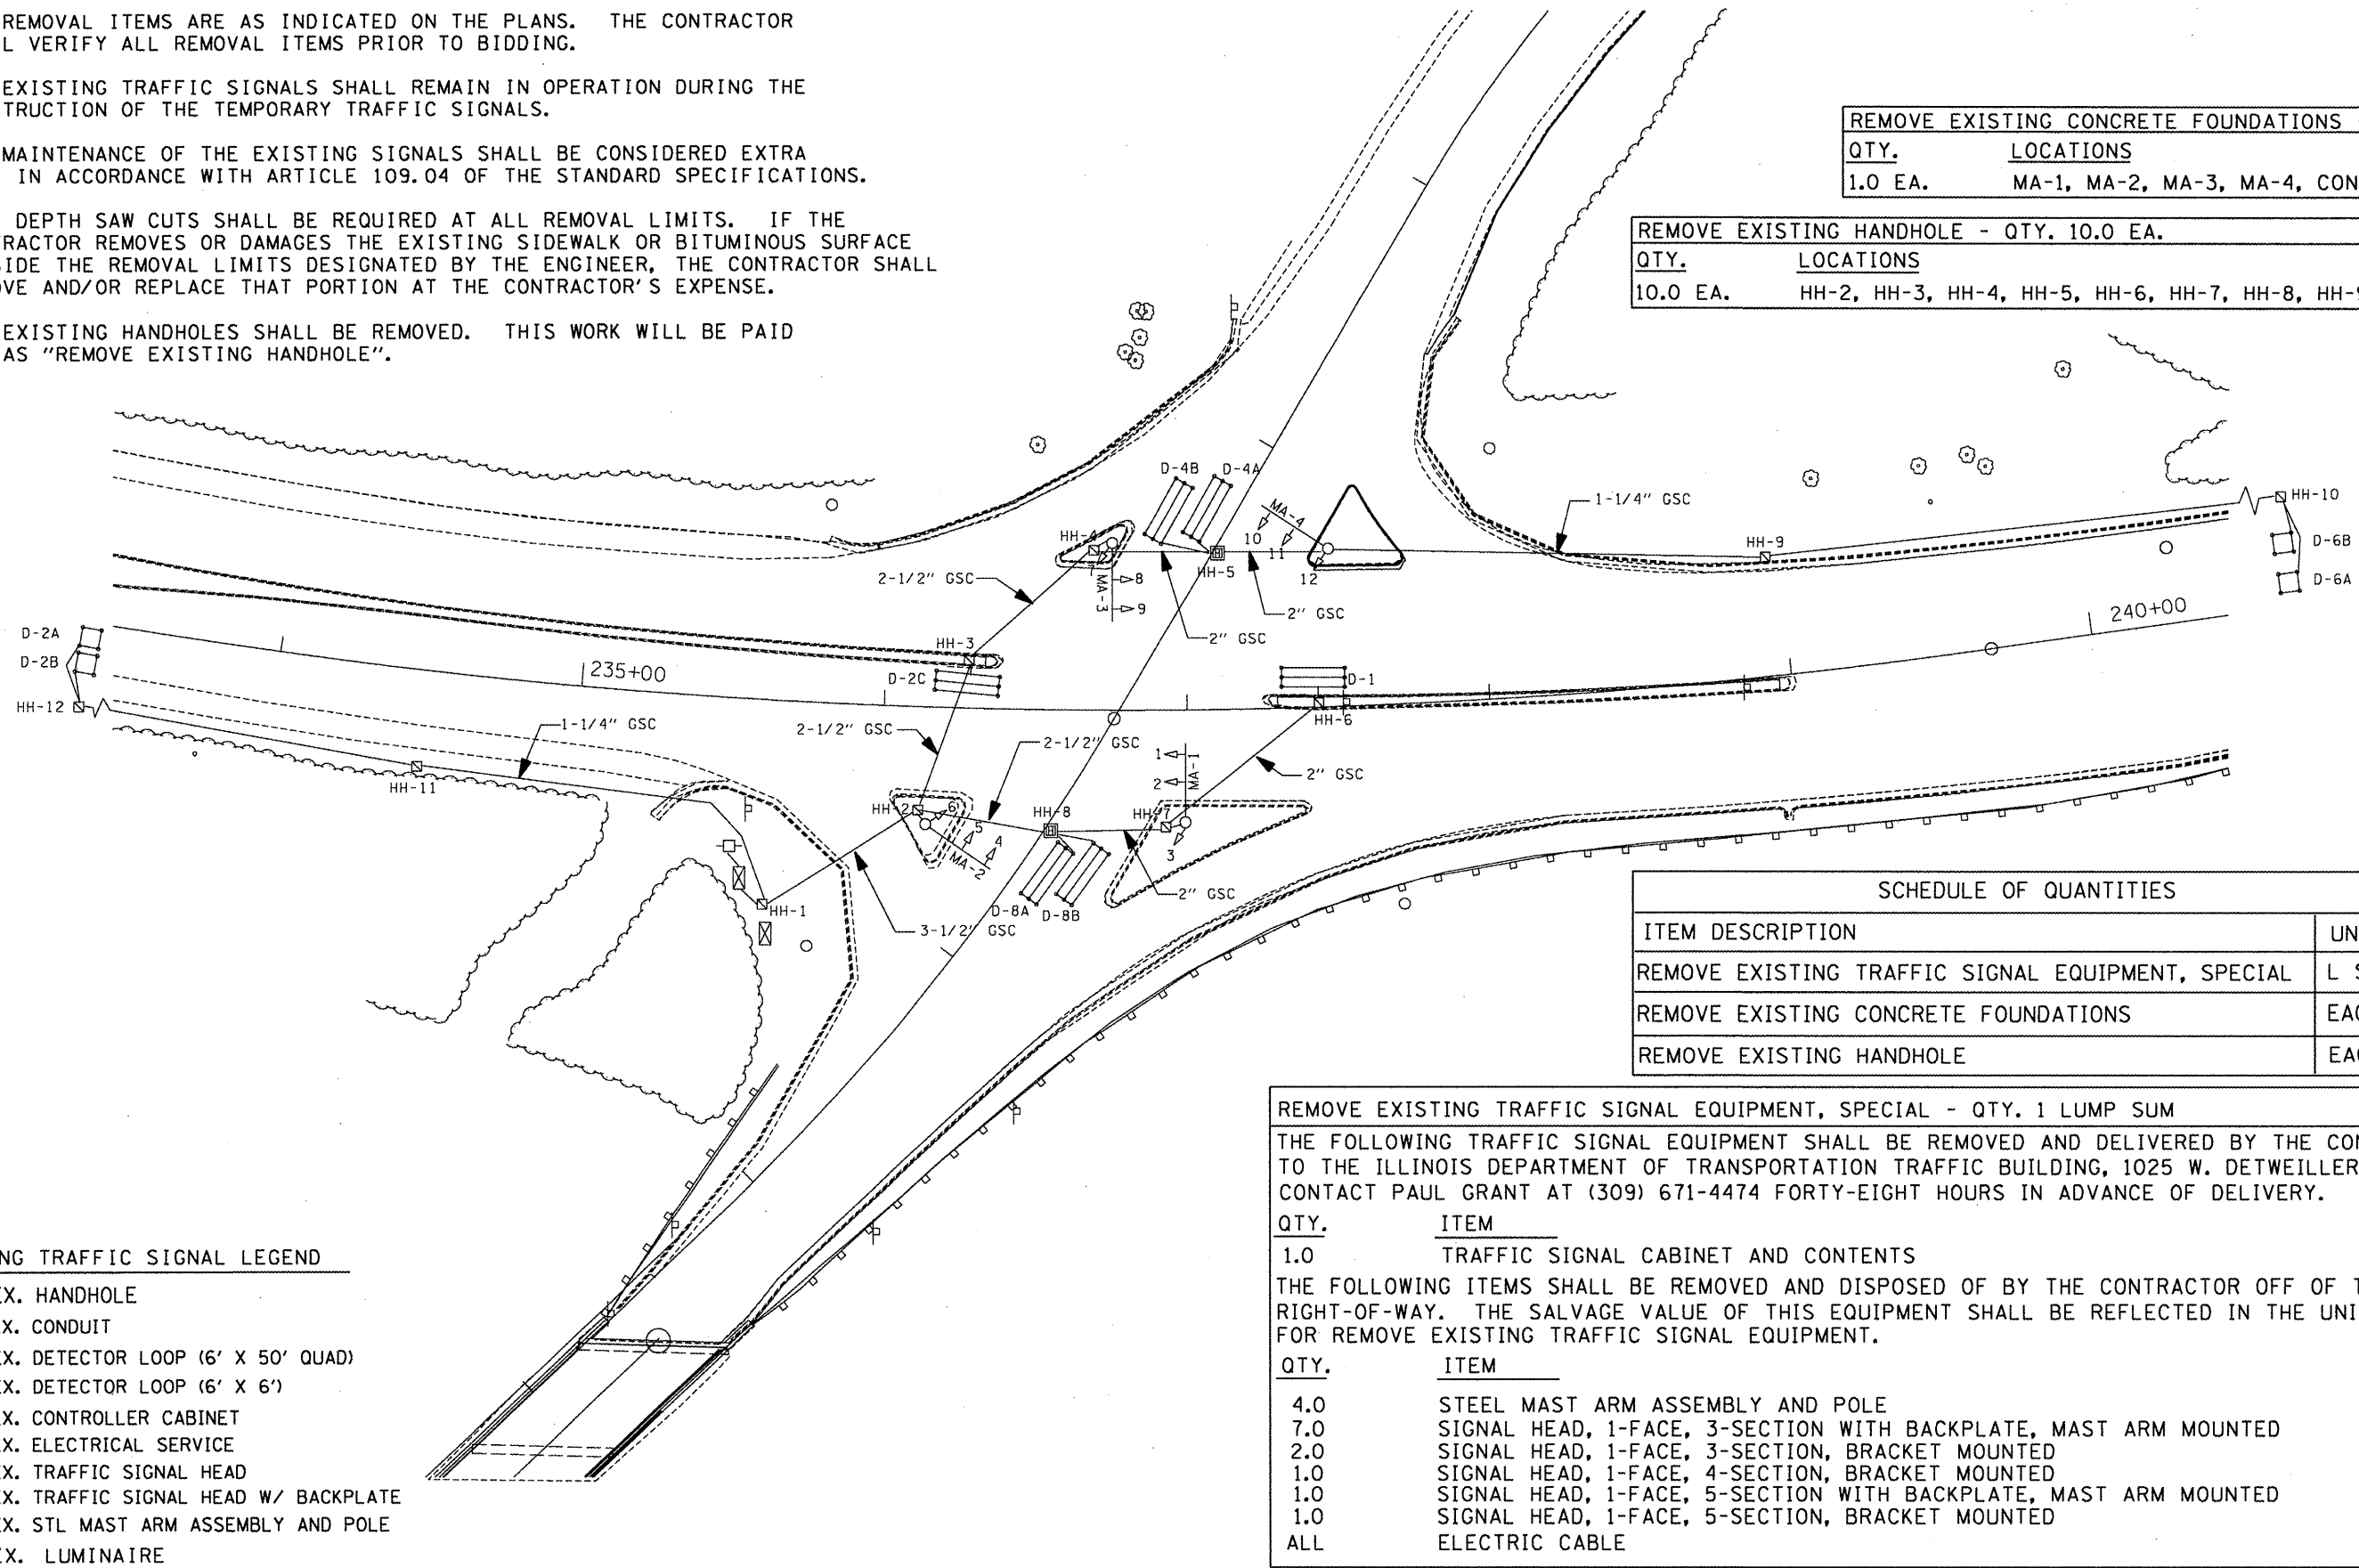 REMOVAL ITEMS ARE AS INDICATED ON THE PLANS. THE CONTRACTOR
L VERIFY ALL REMOVAL ITEMS PRIOR TO BIDDING.
EXISTING TRAFFIC SIGNALS SHALL REMAIN IN OPERATION DURING THE
TRUCTION OF THE TEMPORARY TRAFFIC SIGNALS.
MAINTENANCE OF THE EXISTING SIGNALS SHALL BE CONSIDERED EXTRA
IN ACCORDANCE WITH ARTICLE 109.04 OF THE STANDARD SPECIFICATIONS.
DEPTH SAW CUTS SHALL BE REQUIRED AT ALL REMOVAL LIMITS. IF THE
RACTOR REMOVES OR DAMAGES THE EXISTING SIDEWALK OR BITUMINOUS SURFACE
IDE THE REMOVAL LIMITS DESIGNATED BY THE ENGINEER, THE CONTRACTOR SHALL
VE AND/OR REPLACE THAT PORTION AT THE CONTRACTOR'S EXPENSE.
EXISTING HANDHOLES SHALL BE REMOVED. THIS WORK WILL BE PAID
AS "REMOVE EXISTING HANDHOLE".
REMOVE EXISTING CONCRETE FOUNDATIONS
QTY. LOCATIONS
1.0 EA. MA-1, MA-2, MA-3, MA-4, CON
REMOVE EXISTING HANDHOLE - QTY. 10.0 EA.
QTY. LOCATIONS
10.0 EA. HH-2, HH-3, HH-4, HH-5, HH-6, HH-7, HH-8, HH-9
D-4B D-4A
MA-4
1-1/4" GSC
HH-10
HH-4
10
11
12
HH-5
HH-9
D-6B
D-6A
2-1/2" GSC
7
MA-3
8
9
2" GSC
2" GSC
240+00
D-2A
D-2B
HH-3
235+00
D-2C
D-1
HH-6
HH-12
1-1/4" GSC
2-1/2" GSC
2-1/2" GSC
1
2
MA-1
2" GSC
HH-11
HH-2
6
5
4
MA-2
HH-8
HH-7
3
HH-1
D-8A D-8B
2" GSC
3-1/2" GSC
SCHEDULE OF QUANTITIES
ITEM DESCRIPTION UN
REMOVE EXISTING TRAFFIC SIGNAL EQUIPMENT, SPECIAL L S
REMOVE EXISTING CONCRETE FOUNDATIONS EAC
REMOVE EXISTING HANDHOLE EAC
REMOVE EXISTING TRAFFIC SIGNAL EQUIPMENT, SPECIAL - QTY. 1 LUMP SUM
THE FOLLOWING TRAFFIC SIGNAL EQUIPMENT SHALL BE REMOVED AND DELIVERED BY THE CON
TO THE ILLINOIS DEPARTMENT OF TRANSPORTATION TRAFFIC BUILDING, 1025 W. DETWEILLER
CONTACT PAUL GRANT AT (309) 671-4474 FORTY-EIGHT HOURS IN ADVANCE OF DELIVERY.
QTY. ITEM
1.0 TRAFFIC SIGNAL CABINET AND CONTENTS
THE FOLLOWING ITEMS SHALL BE REMOVED AND DISPOSED OF BY THE CONTRACTOR OFF OF T
RIGHT-OF-WAY. THE SALVAGE VALUE OF THIS EQUIPMENT SHALL BE REFLECTED IN THE UNI
FOR REMOVE EXISTING TRAFFIC SIGNAL EQUIPMENT.
QTY. ITEM
4.0 STEEL MAST ARM ASSEMBLY AND POLE
7.0 SIGNAL HEAD, 1-FACE, 3-SECTION WITH BACKPLATE, MAST ARM MOUNTED
2.0 SIGNAL HEAD, 1-FACE, 3-SECTION, BRACKET MOUNTED
1.0 SIGNAL HEAD, 1-FACE, 4-SECTION, BRACKET MOUNTED
1.0 SIGNAL HEAD, 1-FACE, 5-SECTION WITH BACKPLATE, MAST ARM MOUNTED
1.0 SIGNAL HEAD, 1-FACE, 5-SECTION, BRACKET MOUNTED
ALL ELECTRIC CABLE
NG TRAFFIC SIGNAL LEGEND
EX. HANDHOLE
EX. CONDUIT
EX. DETECTOR LOOP (6' X 50' QUAD)
EX. DETECTOR LOOP (6' X 6')
EX. CONTROLLER CABINET
EX. ELECTRICAL SERVICE
EX. TRAFFIC SIGNAL HEAD
EX. TRAFFIC SIGNAL HEAD W/ BACKPLATE
EX. STL MAST ARM ASSEMBLY AND POLE
EX. LUMINAIRE